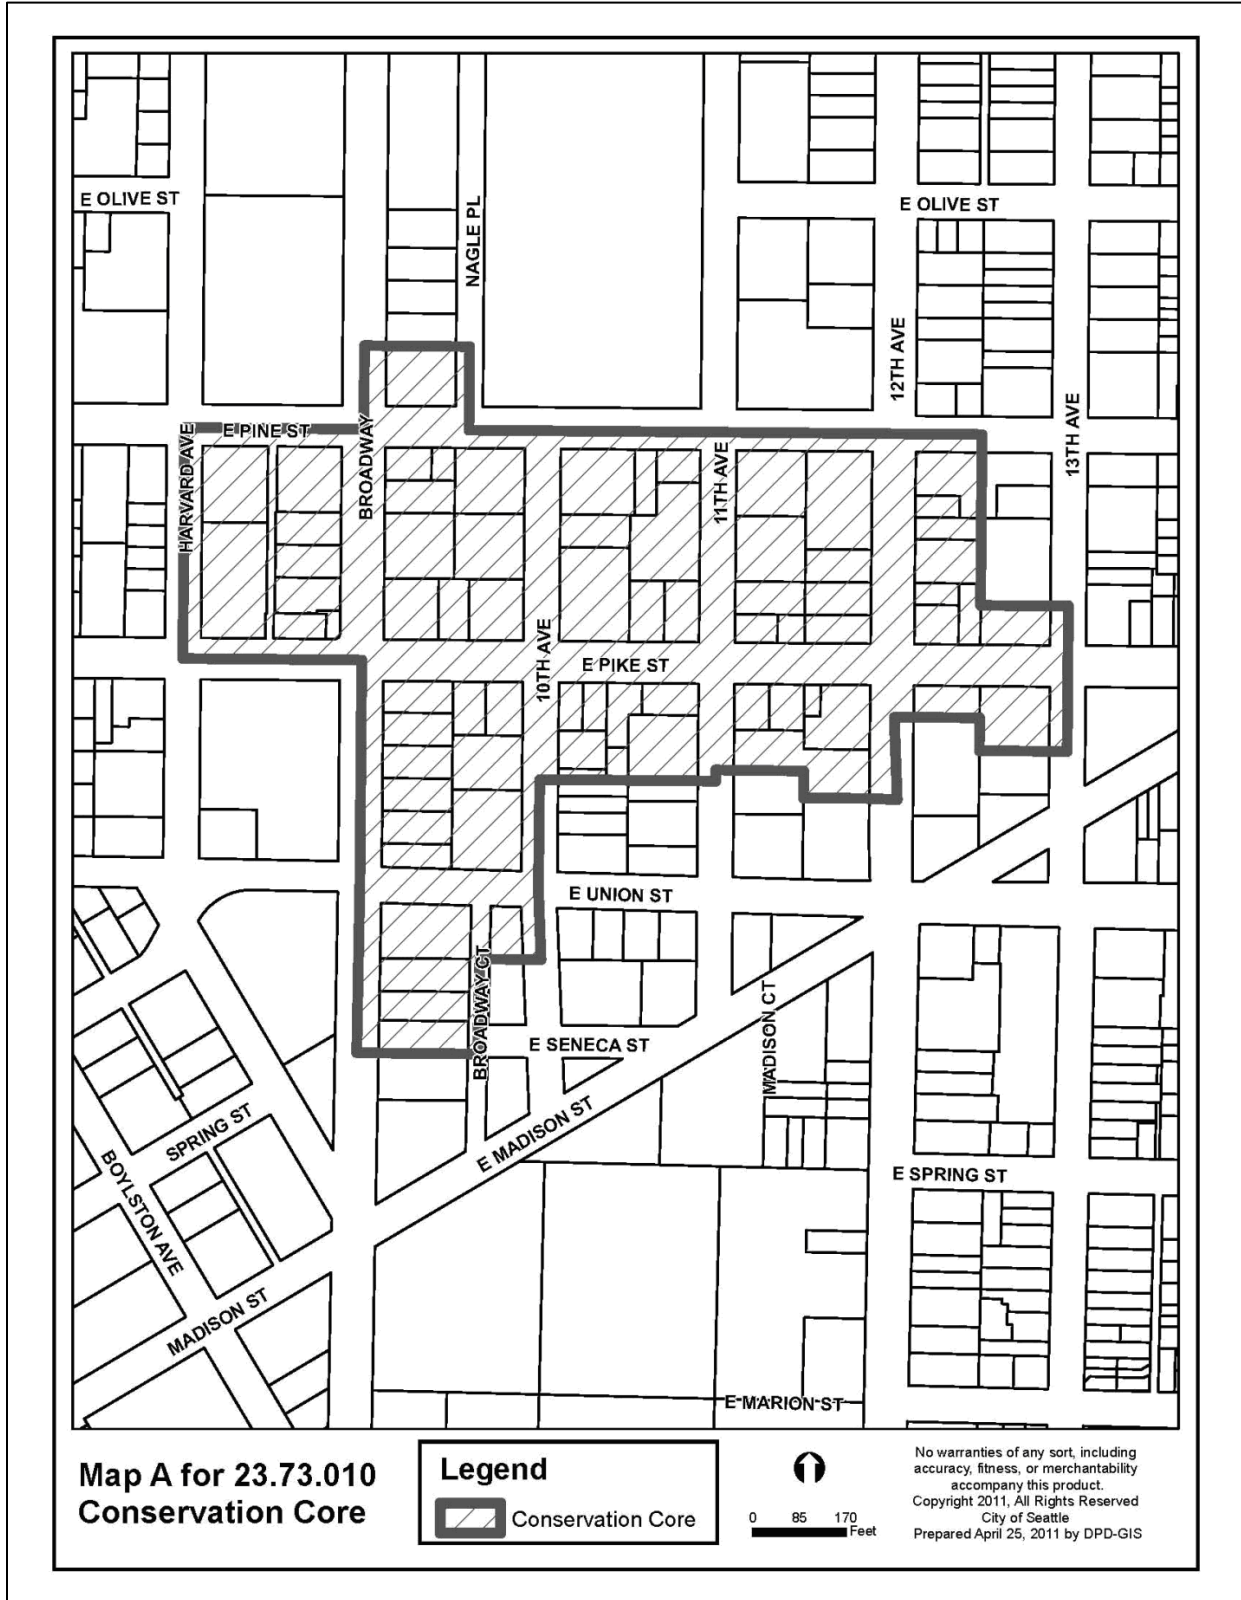 E OLIVE ST
E OLIVE ST
NAGLE PL
12TH AVE
13TH AVE
E PINE ST
HARVARD AVE
BROADWAY
11TH AVE
10TH AVE
E PIKE ST
E UNION ST
BROADWAY CT
E SENECA ST
MADISON CT
E MADISON ST
SPRING ST
BOYLSTON AVE
E SPRING ST
MADISON ST
E MARION ST
Map A for 23.73.010
Conservation Core
Legend
Conservation Core
0 85 170
Feet
No warranties of any sort, including
accuracy, fitness, or merchantability
accompany this product.
Copyright 2011, All Rights Reserved
City of Seattle
Prepared April 25, 2011 by DPD-GIS